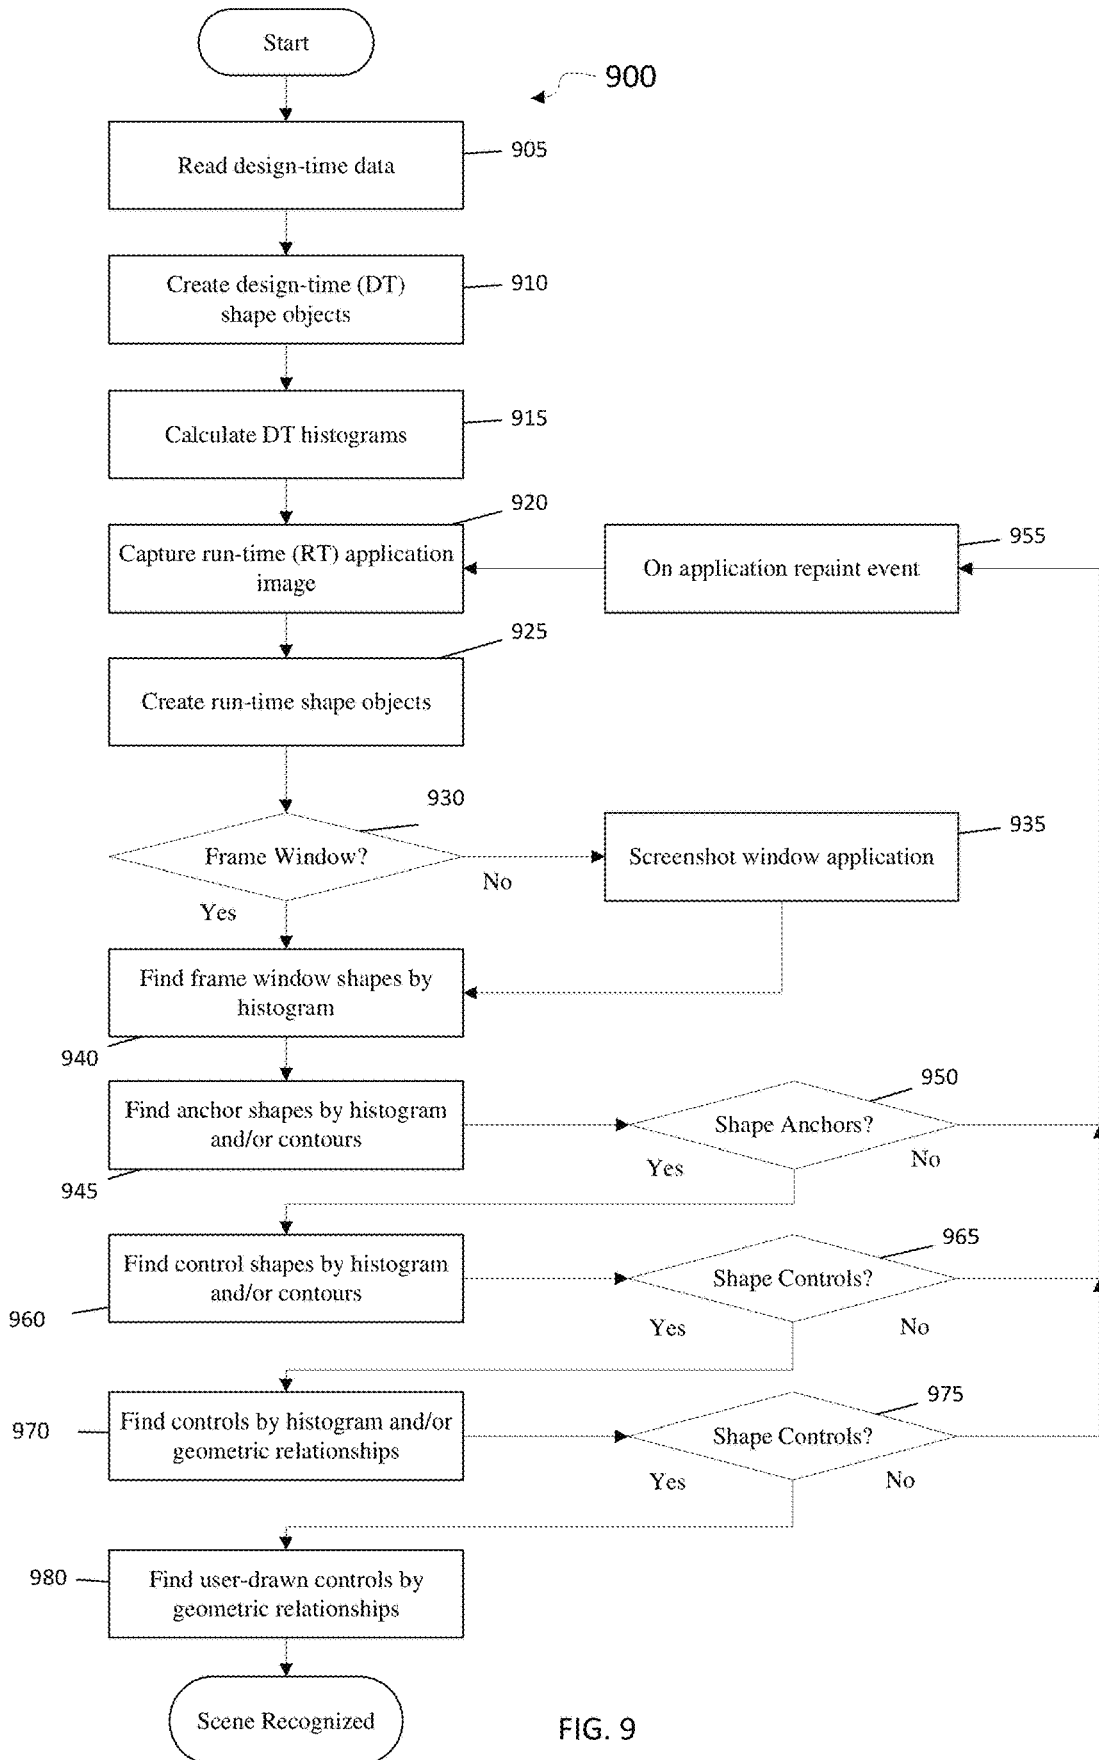 Start
900
Read design-time data
905
Create design-time (DT)
shape objects
910
Calculate DT histograms
915
920
Capture run-time (RT) application
image
On application repaint event
955
925
Create run-time shape objects
930
Frame Window?
No
Yes
Screenshot window application
935
Find frame window shapes by
histogram
940
Find anchor shapes by histogram
and/or contours
945
950
Shape Anchors?
Yes
No
Find control shapes by histogram
and/or contours
960
965
Shape Controls?
Yes
No
970
Find controls by histogram and/or
geometric relationships
975
Shape Controls?
Yes
No
980
Find user-drawn controls by
geometric relationships
Scene Recognized
FIG. 9